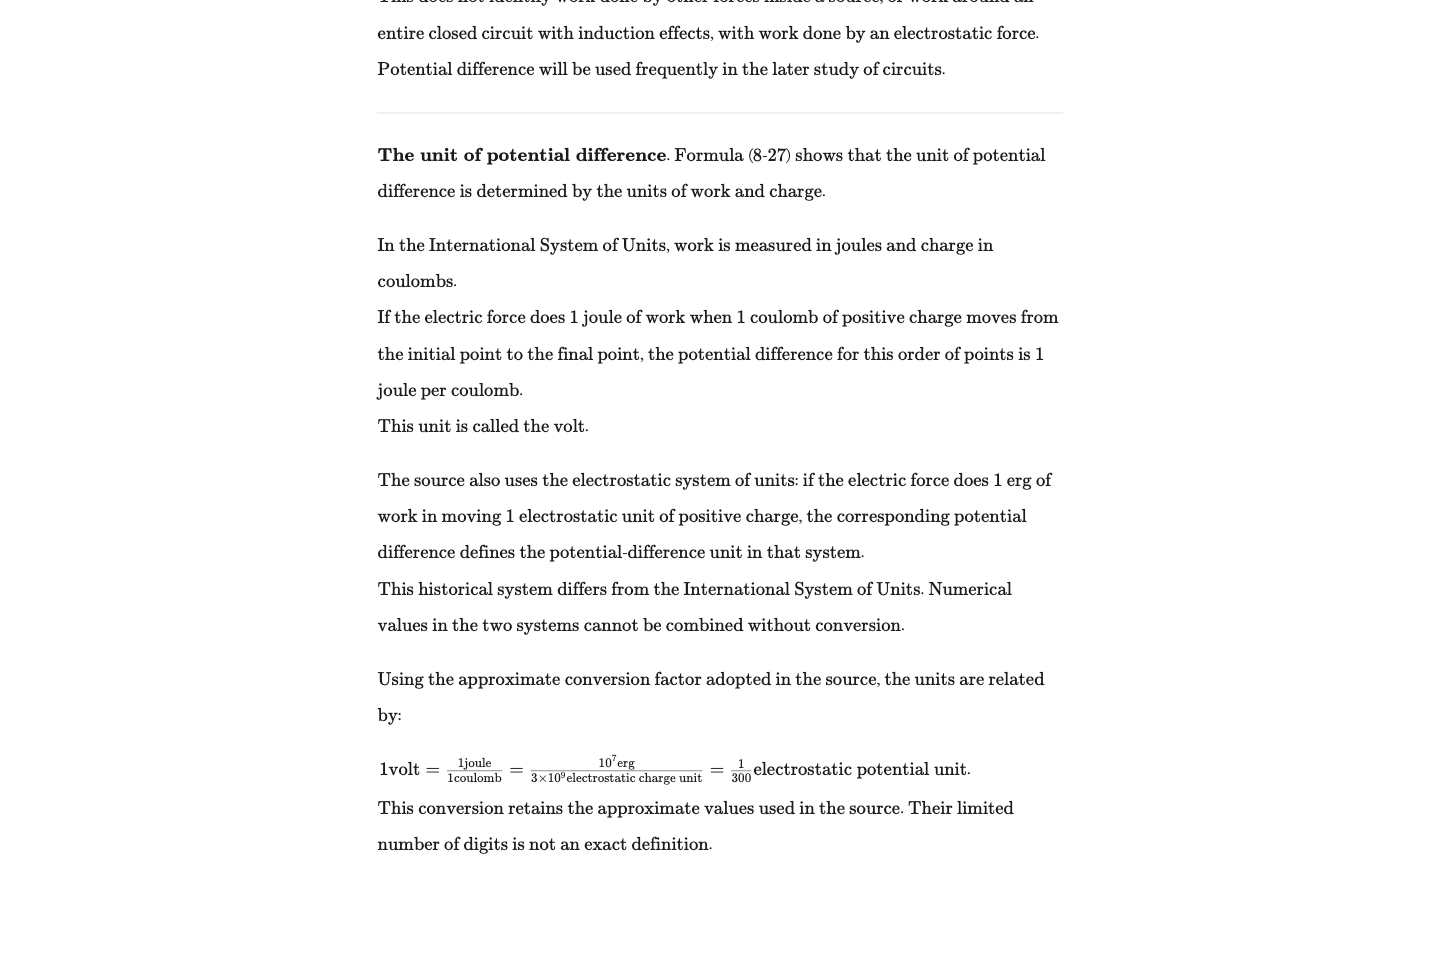 entire closed circuit with induction effects, with work done by an electrostatic force.
Potential difference will be used frequently in the later study of circuits.
The unit of potential difference. Formula (8-27) shows that the unit of potential
difference is determined by the units of work and charge.
In the International System of Units, work is measured in joules and charge in
coulombs.
If the electric force does 1 joule of work when 1 coulomb of positive charge moves from
the initial point to the final point, the potential difference for this order of points is 1
joule per coulomb.
This unit is called the volt.
The source also uses the electrostatic system of units: if the electric force does 1 erg of
work in moving 1 electrostatic unit of positive charge, the corresponding potential
difference defines the potential-difference unit in that system.
This historical system differs from the International System of Units. Numerical
values in the two systems cannot be combined without conversion.
Using the approximate conversion factor adopted in the source, the units are related
by:
1volt = 1joule/1coulomb = 10⁷erg/3×10⁹electrostatic charge unit = 1/300 electrostatic potential unit.
This conversion retains the approximate values used in the source. Their limited
number of digits is not an exact definition.